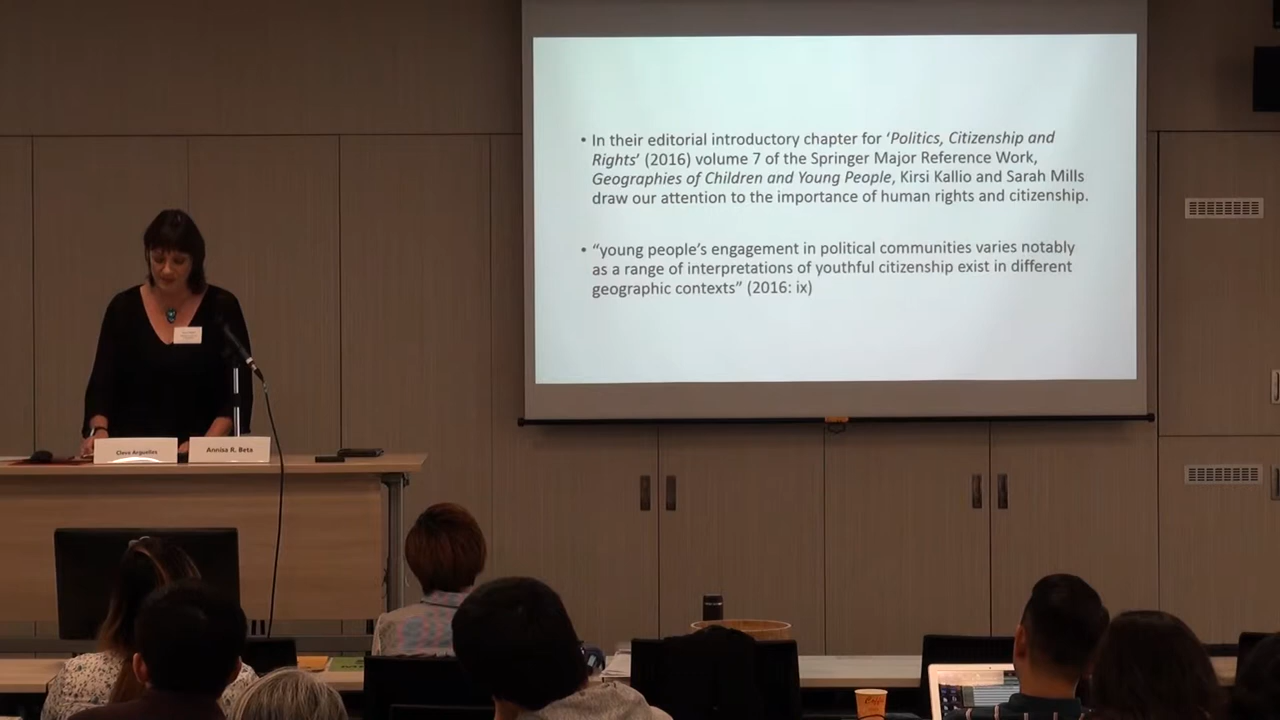 • In their editorial introductory chapter for ‘Politics, Citizenship and
Rights’ (2016) volume 7 of the Springer Major Reference Work,
Geographies of Children and Young People, Kirsi Kallio and Sarah Mills
draw our attention to the importance of human rights and citizenship.
• “young people’s engagement in political communities varies notably
as a range of interpretations of youthful citizenship exist in different
geographic contexts” (2016: ix)
Cleve Arguelles
Annisa R. Beta